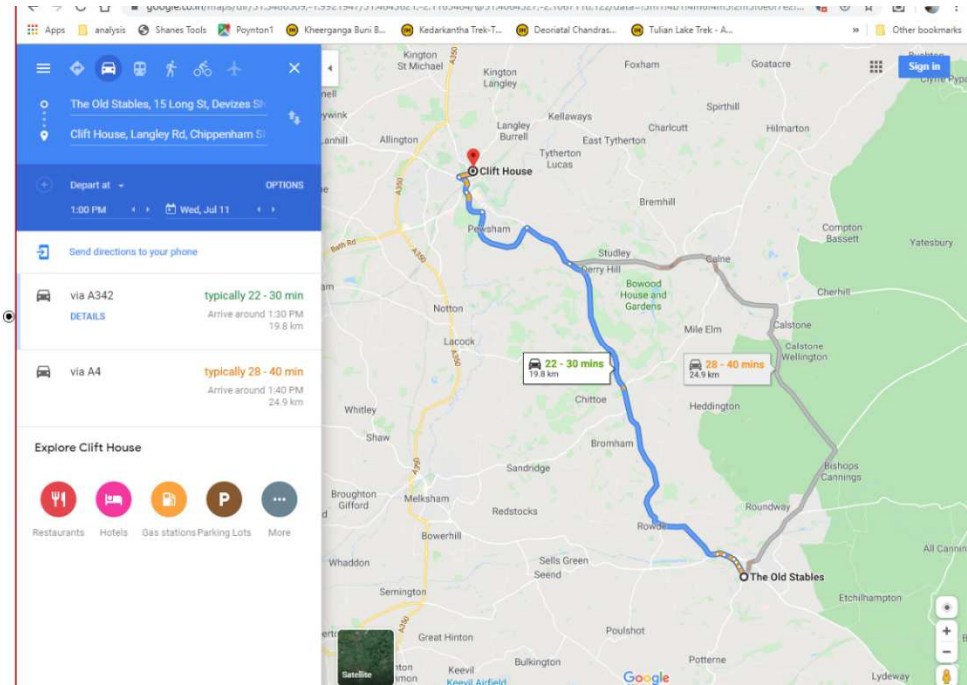 Apps analysis Shanes Tools Poynton1 Kheerganga Buni B... Kedarkantha Trek-T... Deoriatal Chandras... Tulian Lake Trek - A... » Other bookmarks
The Old Stables, 15 Long St, Devizes
Clift House, Langley Rd, Chippenham
Depart at
OPTIONS
1:00 PM
Wed, Jul 11
Send directions to your phone
via A342
typically 22 - 30 min
DETAILS
Arrive around 1:30 PM
19.8 km
via A4
typically 28 - 40 min
Arrive around 1:40 PM
24.9 km
Explore Clift House
Restaurants
Hotels
Gas stations
Parking Lots
More
Satellite
Sign in
Kington
St Michael
Kington
Langley
Foxham
Goatacre
Spirthill
Kellaways
Langley
Burrell
Charlcutt
Hilmarton
East Tytherton
Allington
Tytherton
Lucas
Clift House
A350
Bremhill
Pewsham
Compton
Bassett
Yatesbury
Bath Rd
Studley
Calne
Derry Hill
Bowood
House and
Gardens
Cherhill
Notton
Mile Elm
Calstone
Calstone
Wellington
Lacock
A350
22 - 30 mins
19.8 km
28 - 40 mins
24.9 km
Chittoe
Heddington
Whitley
Shaw
Bromham
A350
Sandridge
Bishops
Cannings
Broughton
Gifford
Melksham
Redstocks
Roundway
Rowde
Bowerhill
All Cannin
Whaddon
Sells Green
Seend
The Old Stables
Semington
Etchilhampton
A350
Poulshot
Great Hinton
Bulkington
Potterne
Keevil
Keevil Airfield
Google
Lydeway